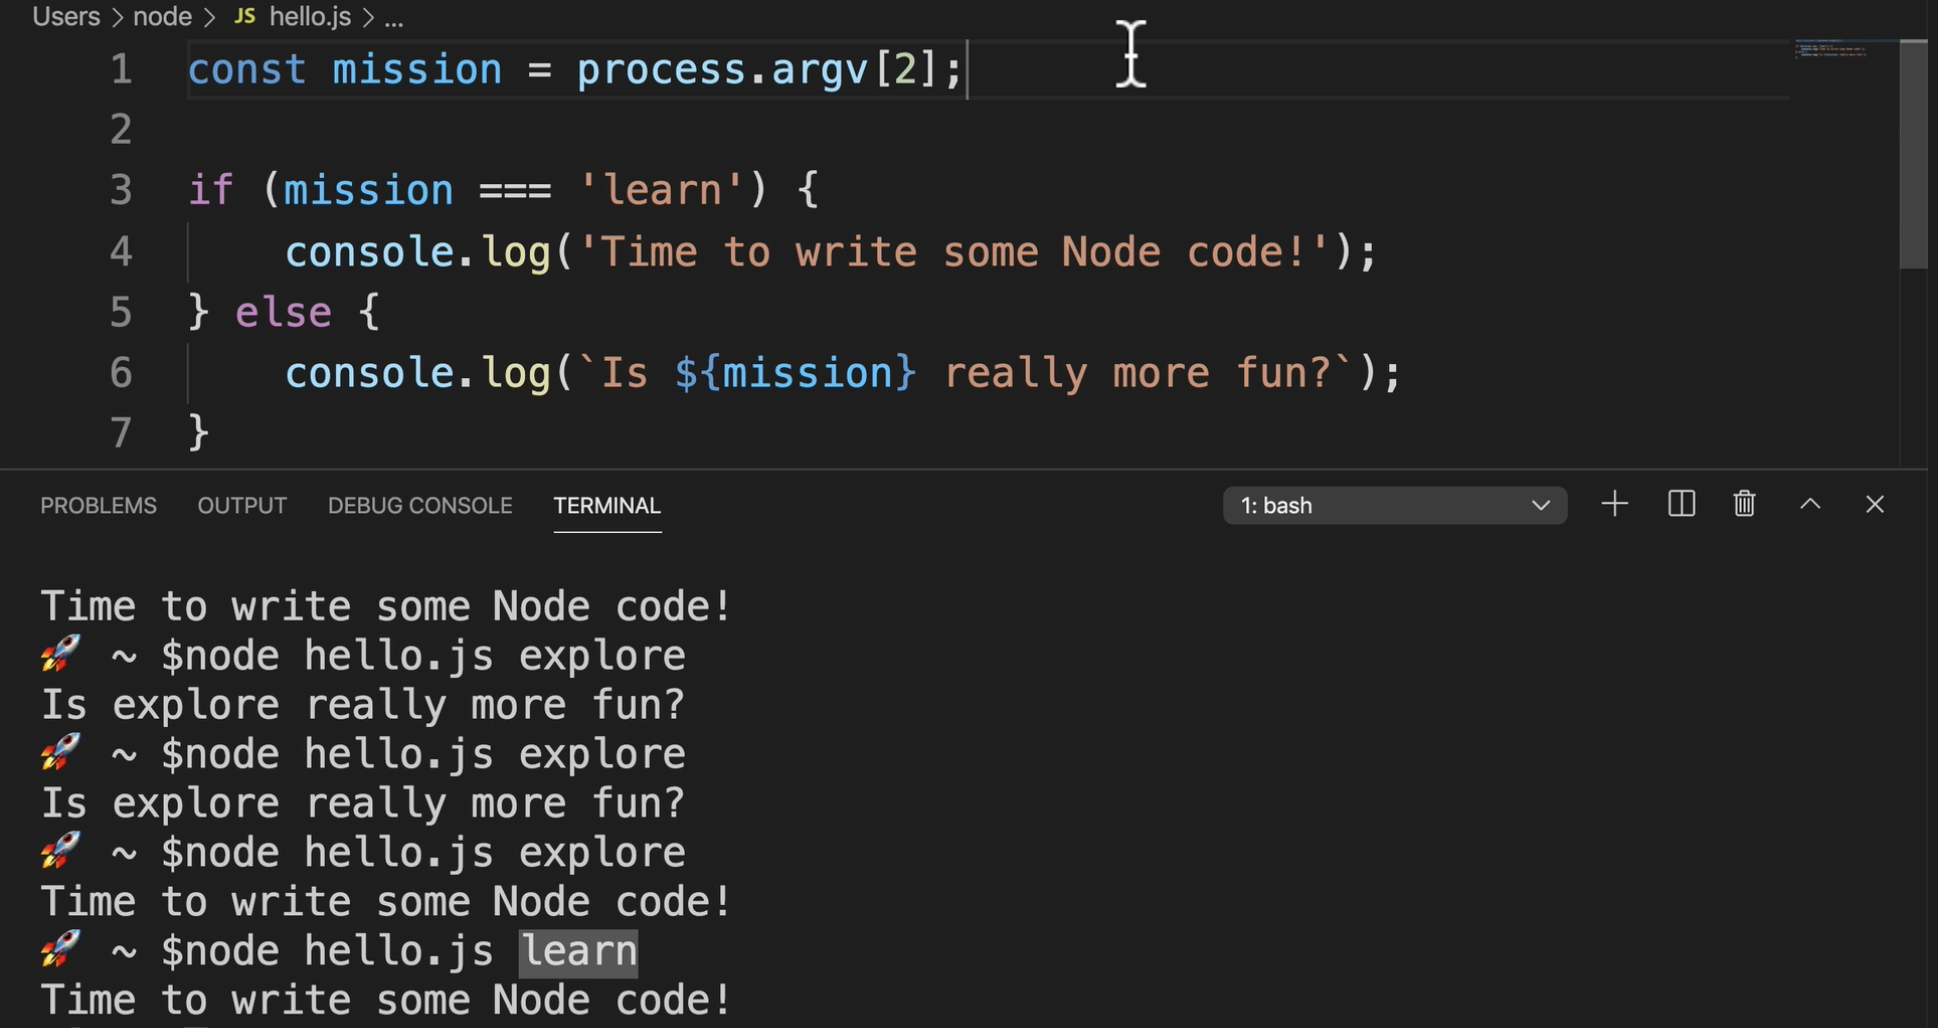 Users > node > JS hello.js > ...
1 const mission = process.argv[2];
2
3 if (mission === 'learn') {
4 console.log('Time to write some Node code!');
5 } else {
6 console.log(`Is ${mission} really more fun?`);
7 }
PROBLEMS OUTPUT DEBUG CONSOLE TERMINAL 1: bash
Time to write some Node code!
🚀 ~ $node hello.js explore
Is explore really more fun?
🚀 ~ $node hello.js explore
Is explore really more fun?
🚀 ~ $node hello.js explore
Time to write some Node code!
🚀 ~ $node hello.js learn
Time to write some Node code!